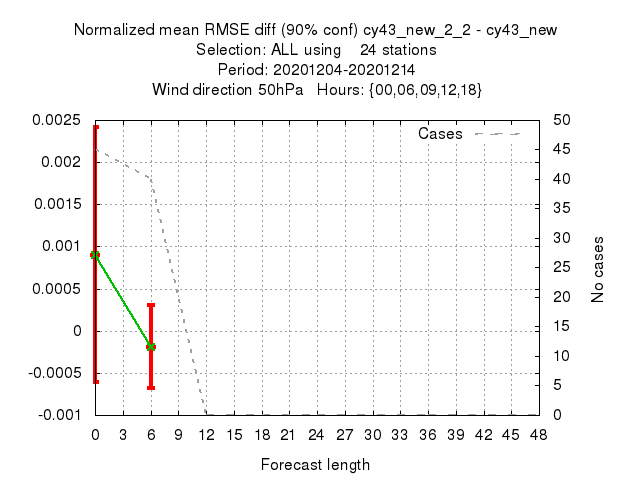 Normalized mean RMSE diff (90% conf) cy43_new_2_2 - cy43_new
Selection: ALL using    24 stations
Period: 20201204-20201214
Wind direction 50hPa   Hours: {00,06,09,12,18}
Cases
0.0025
0.002
0.0015
0.001
0.0005
0
-0.0005
-0.001
50
45
40
35
30
25
20
15
10
5
0
No cases
0 3 6 9 12 15 18 21 24 27 30 33 36 39 42 45 48
Forecast length